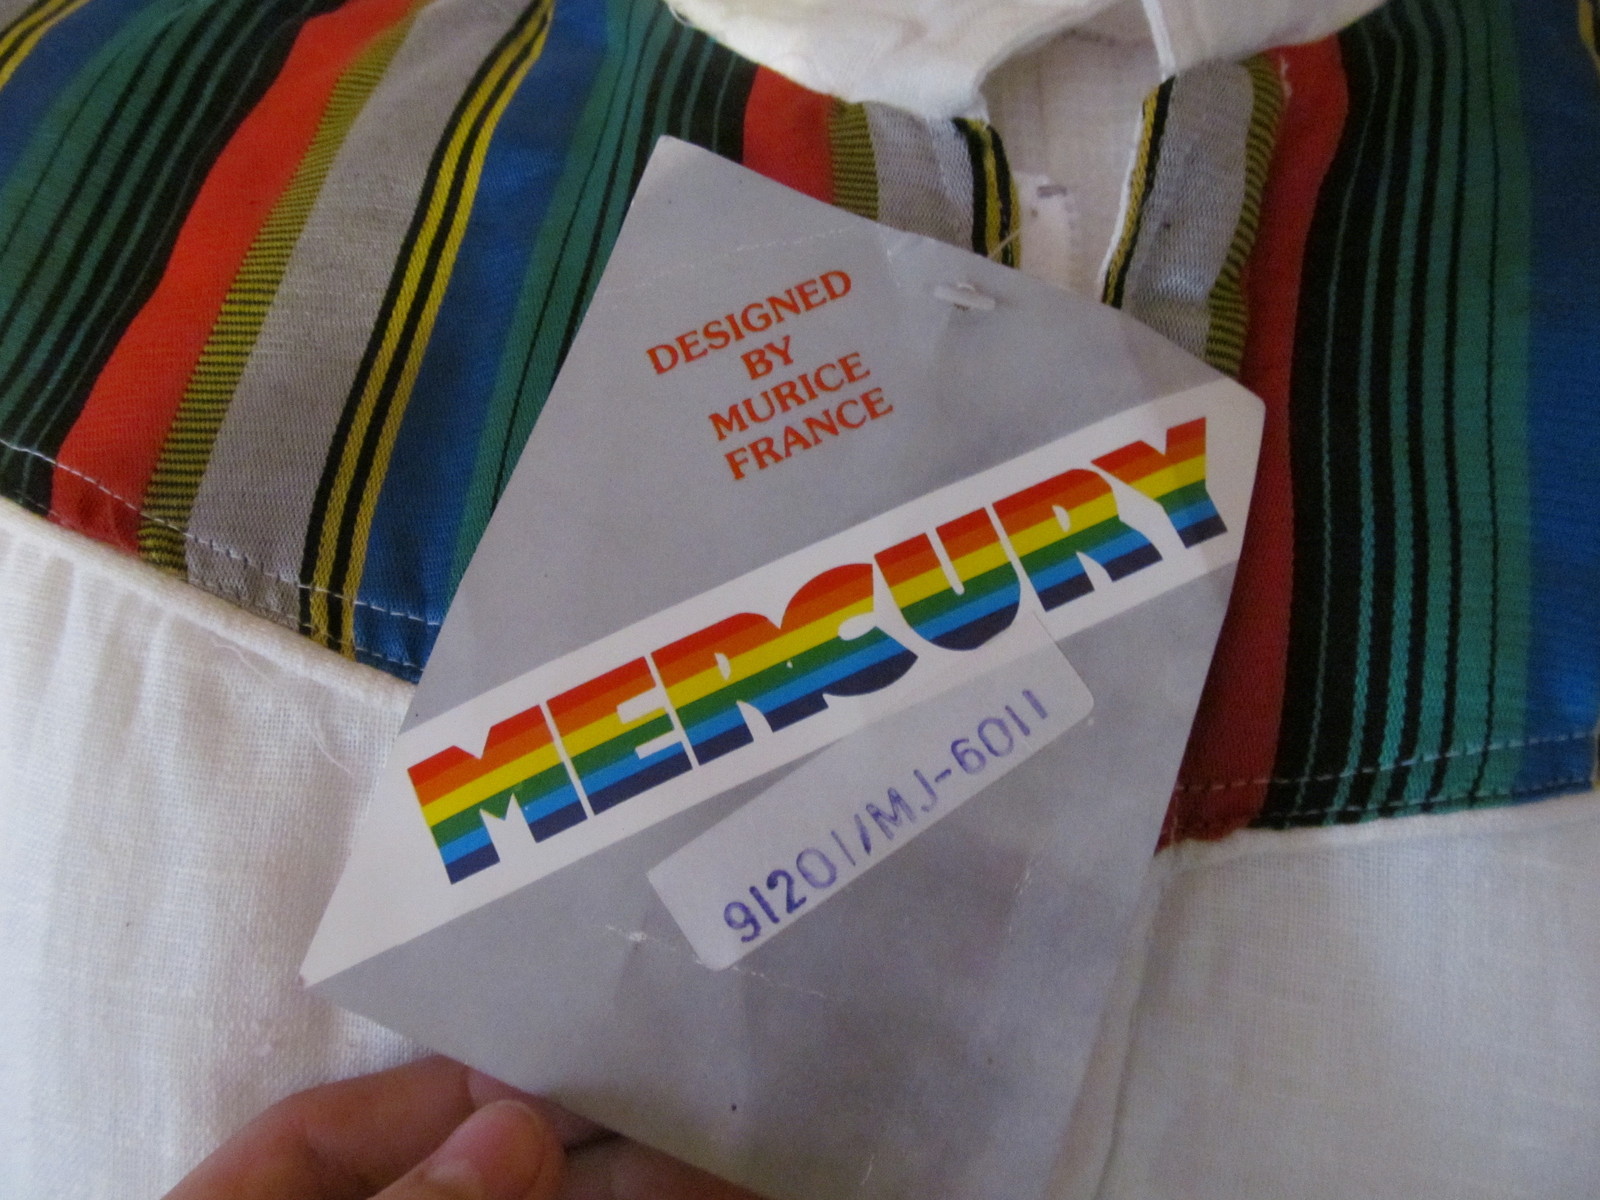 DESIGNED
BY
MURICE
FRANCE
MERCURY
91201/MJ-6011